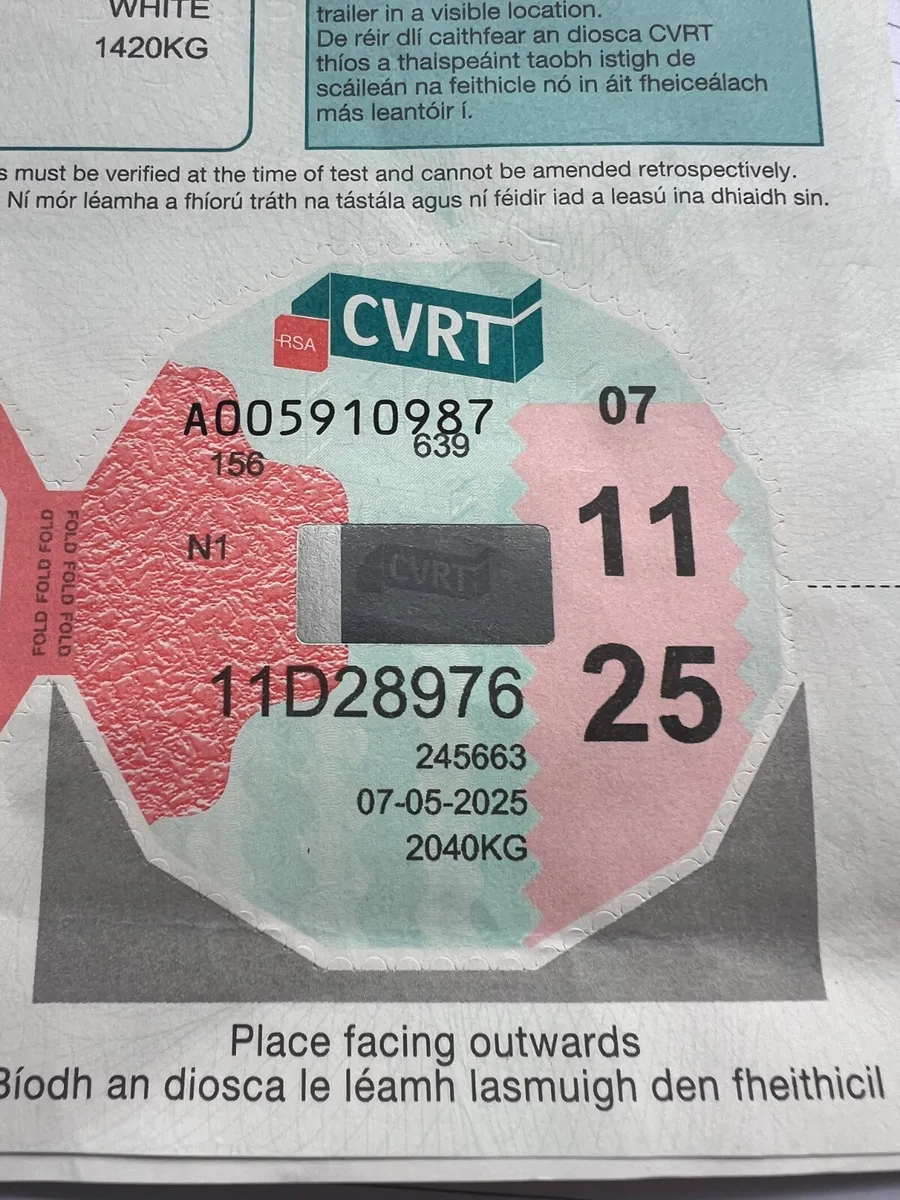 WHITE
1420KG
trailer in a visible location.
De réir dlí caithfear an diosca CVRT
thíos a thaispeáint taobh istigh de
scáileán na feithicle nó in áit fheiceálach
más leantóir í.
s must be verified at the time of test and cannot be amended retrospectively.
Ní mór léamha a fhíorú tráth na tástála agus ní féidir iad a leasú ina dhiaidh sin.
CVRT
RSA
A005910987
639
156
07
11
25
N1
CVRT
FOLD FOLD FOLD
FOLD FOLD FOLD
11D28976
245663
07-05-2025
2040KG
Place facing outwards
Bíodh an diosca le léamh lasmuigh den fheithicil